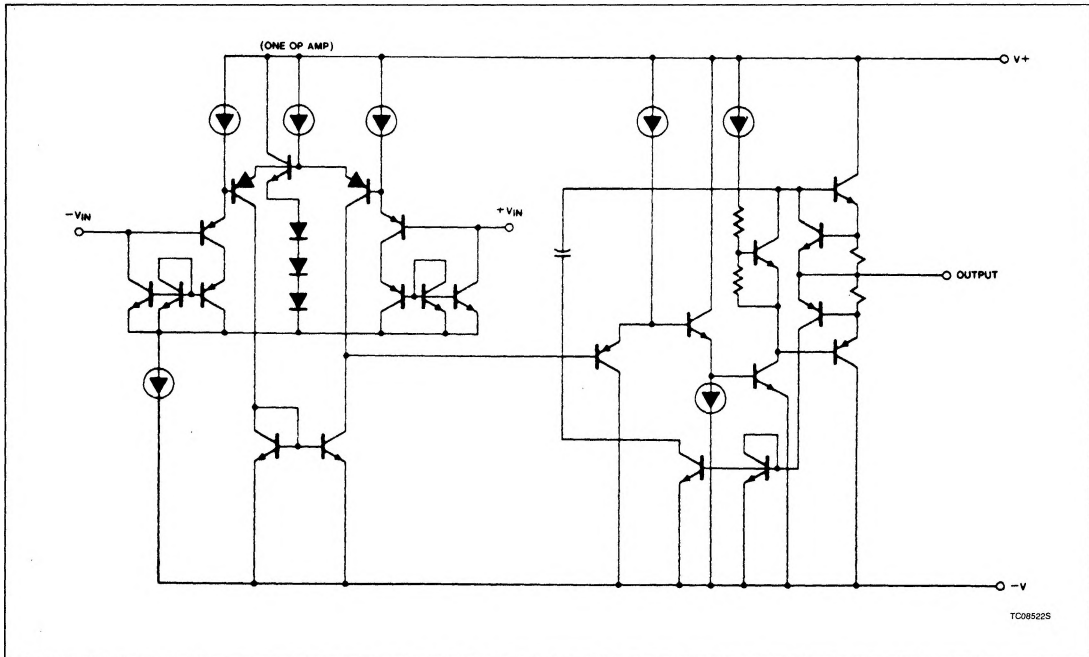 (ONE OP AMP)
V+
−VIN
+VIN
OUTPUT
−V
TC08522S